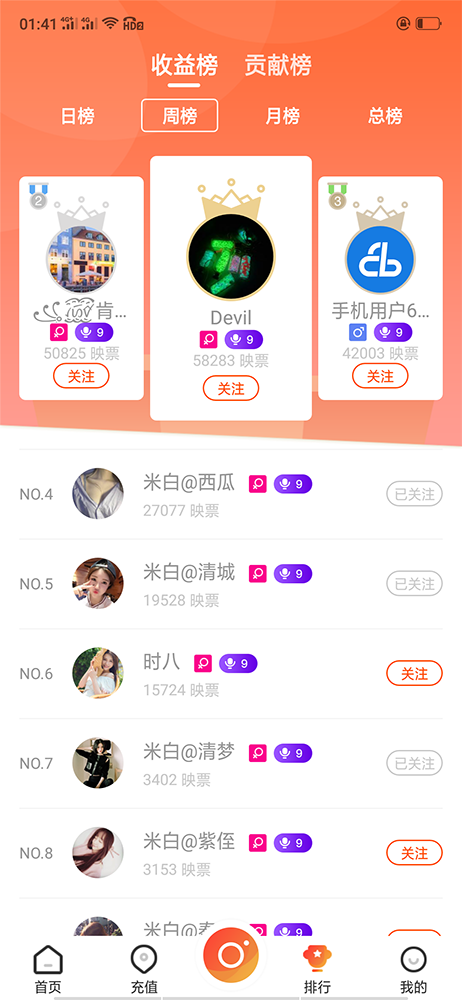 01:41 4G+ 4G HD2
收益榜 贡献榜
日榜 周榜 月榜 总榜
2
肯...
9
50825 映票
关注
Devil
9
58283 映票
关注
3
手机用户6...
9
42003 映票
关注
NO.4 米白@西瓜 9 已关注
27077 映票
NO.5 米白@清城 9 已关注
19528 映票
NO.6 时八 9 关注
15724 映票
NO.7 米白@清梦 9 已关注
3402 映票
NO.8 米白@紫侄 9 关注
3153 映票
米白@
首页 充值 排行 我的